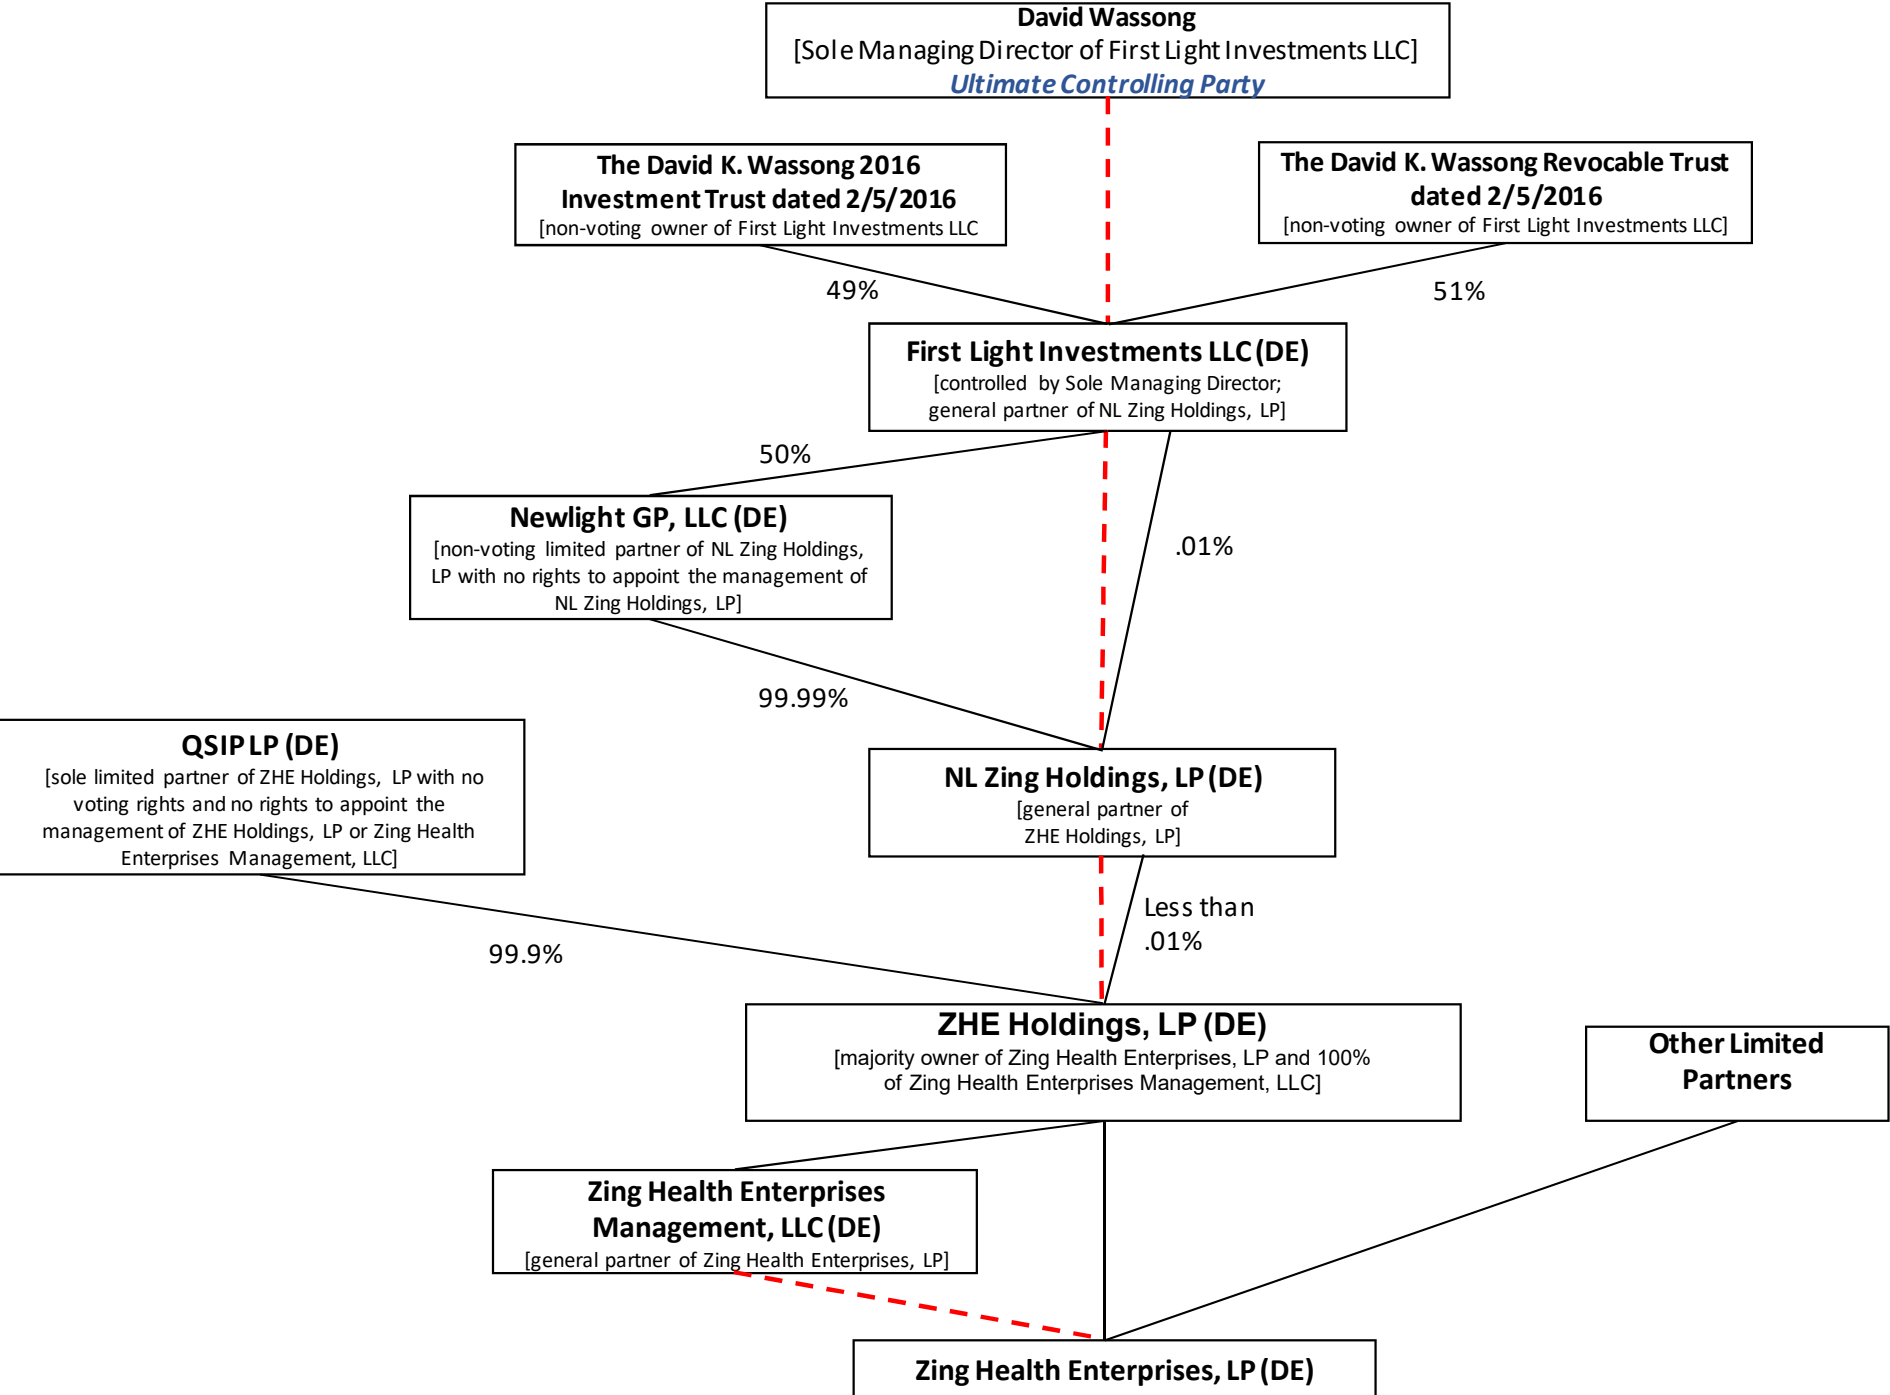 David Wassong
[Sole Managing Director of First Light Investments LLC]
Ultimate Controlling Party
The David K. Wassong 2016
Investment Trust dated 2/5/2016
[non-voting owner of First Light Investments LLC
The David K. Wassong Revocable Trust
dated 2/5/2016
[non-voting owner of First Light Investments LLC]
49%
51%
First Light Investments LLC (DE)
[controlled by Sole Managing Director;
general partner of NL Zing Holdings, LP]
50%
Newlight GP, LLC (DE)
[non-voting limited partner of NL Zing Holdings,
LP with no rights to appoint the management of
NL Zing Holdings, LP]
.01%
99.99%
QSIP LP (DE)
[sole limited partner of ZHE Holdings, LP with no
voting rights and no rights to appoint the
management of ZHE Holdings, LP or Zing Health
Enterprises Management, LLC]
NL Zing Holdings, LP (DE)
[general partner of
ZHE Holdings, LP]
Less than
.01%
99.9%
ZHE Holdings, LP (DE)
[majority owner of Zing Health Enterprises, LP and 100%
of Zing Health Enterprises Management, LLC]
Other Limited
Partners
Zing Health Enterprises
Management, LLC (DE)
[general partner of Zing Health Enterprises, LP]
Zing Health Enterprises, LP (DE)